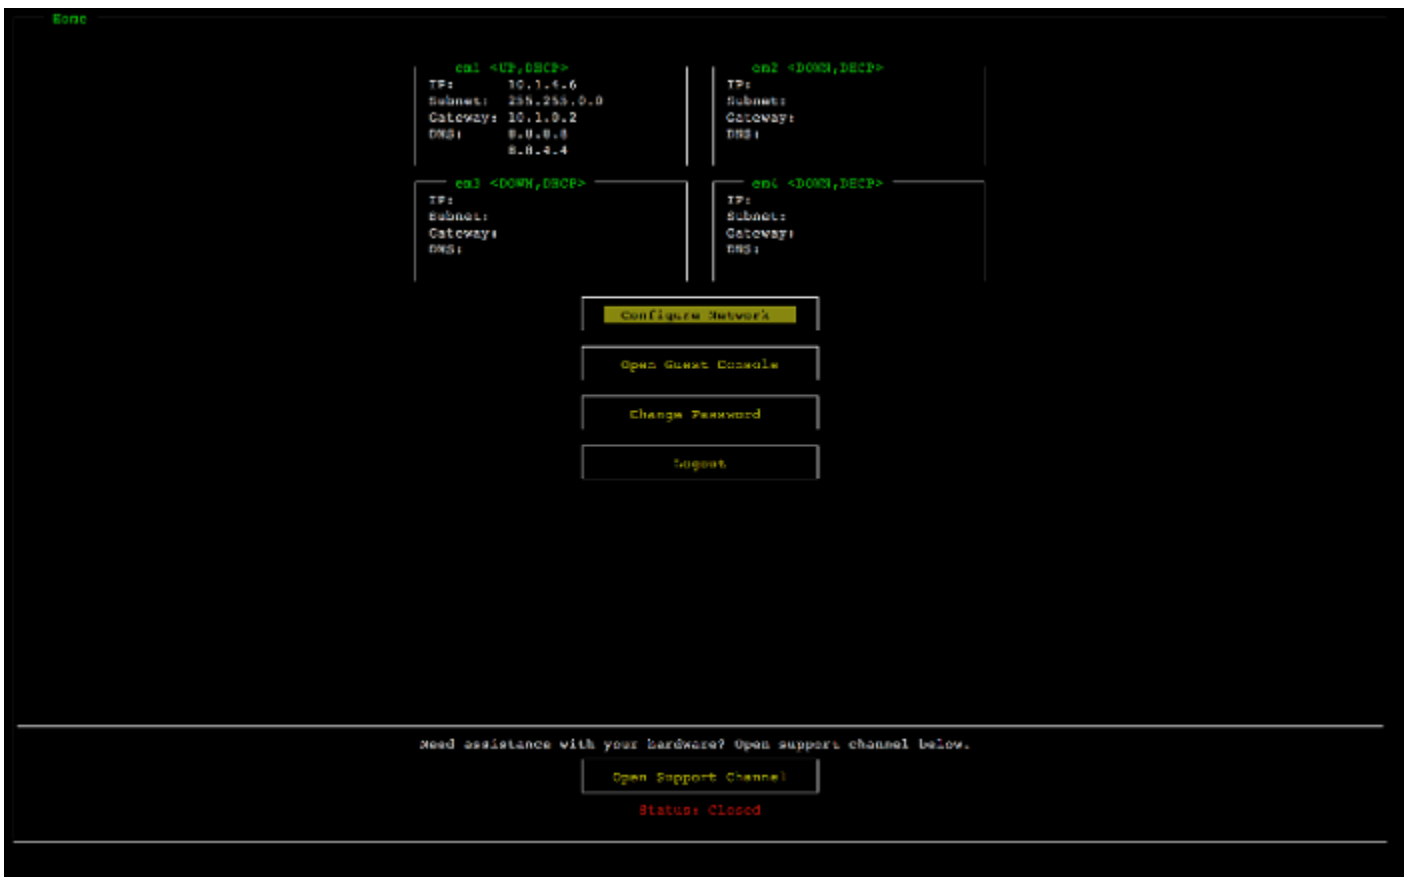 Home
em1 <UP,DHCP>
IP: 10.1.4.6
Subnet: 255.255.0.0
Gateway: 10.1.0.2
DNS: 8.8.8.8
8.8.4.4
em2 <DOWN,DHCP>
IP:
Subnet:
Gateway:
DNS:
em3 <DOWN,DHCP>
IP:
Subnet:
Gateway:
DNS:
em4 <DOWN,DHCP>
IP:
Subnet:
Gateway:
DNS:
Configure Network
Open Guest Console
Change Password
Logout
Need assistance with your hardware? Open support channel below.
Open Support Channel
Status: Closed